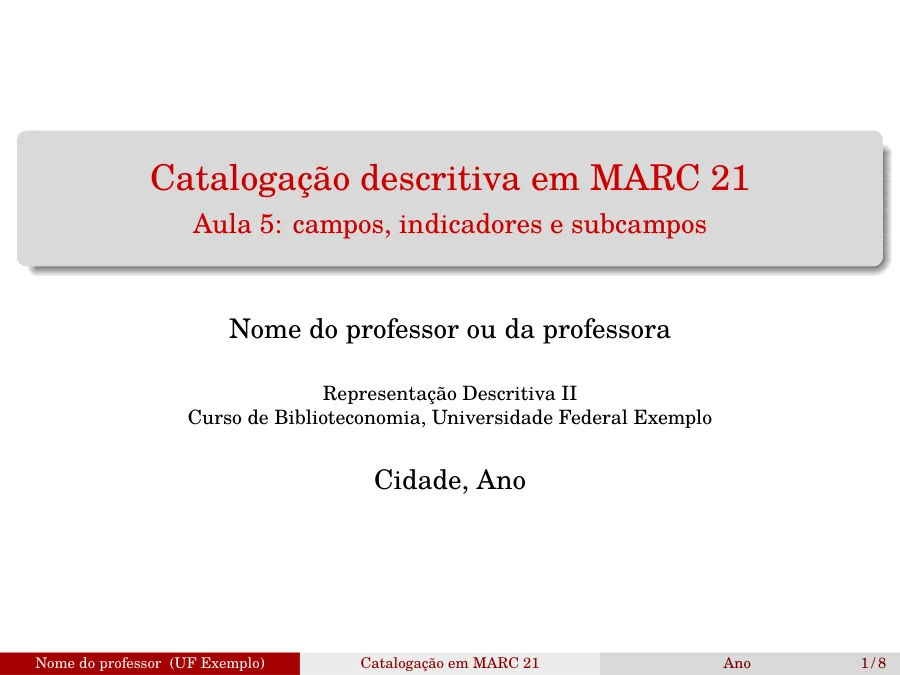 Catalogação descritiva em MARC 21
Aula 5: campos, indicadores e subcampos
Nome do professor ou da professora
Representação Descritiva II
Curso de Biblioteconomia, Universidade Federal Exemplo
Cidade, Ano
Nome do professor (UF Exemplo)
Catalogação em MARC 21
Ano
1/8